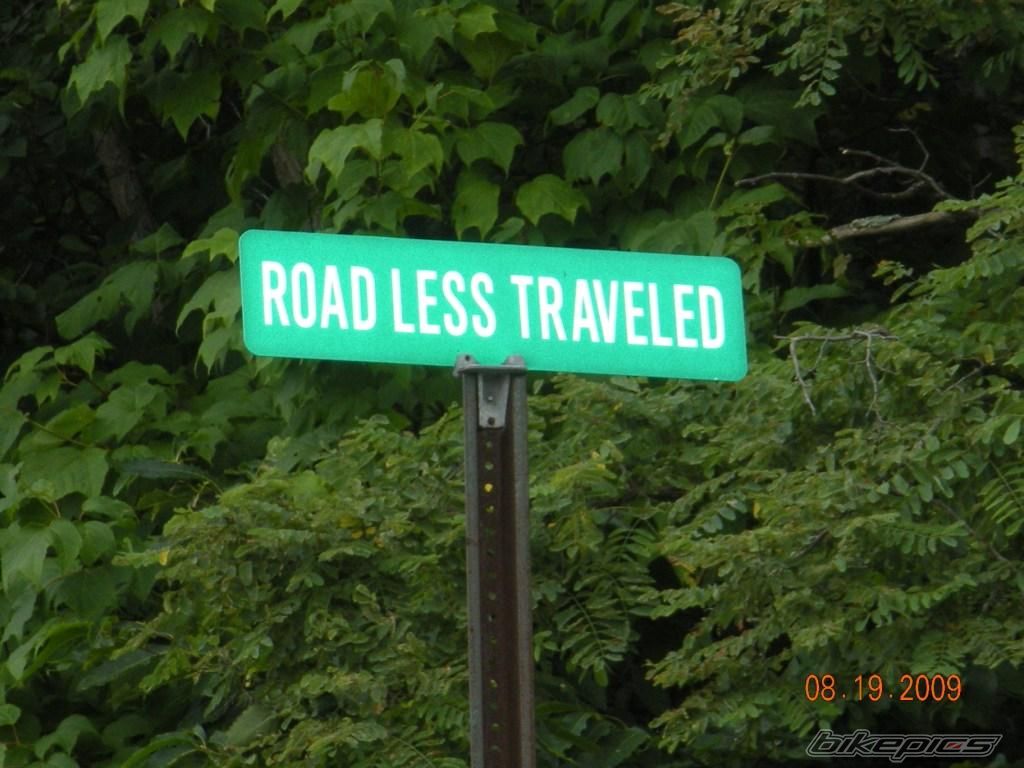 ROAD LESS TRAVELED
08.19.2009
bikepics